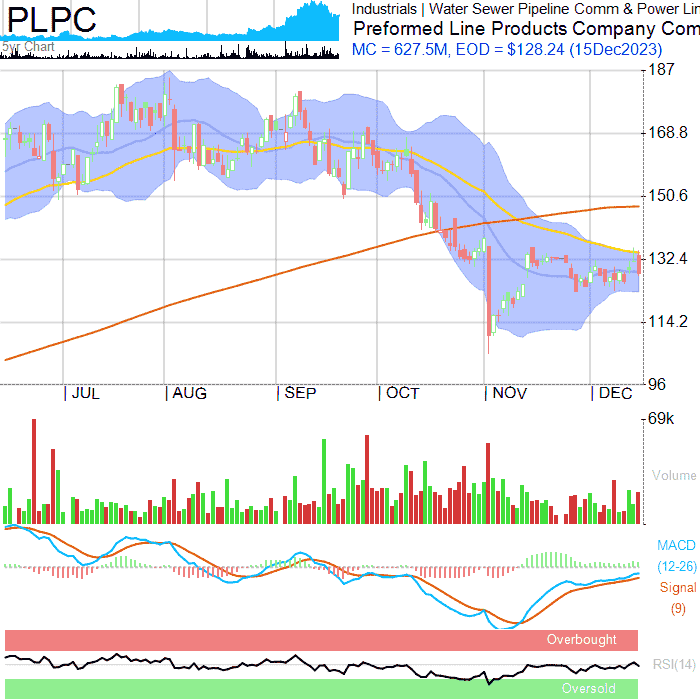 PLPC
5yr Chart
Industrials | Water Sewer Pipeline Comm & Power Lin
Preformed Line Products Company Com
MC = 627.5M, EOD = $128.24 (15Dec2023)
187
168.8
150.6
132.4
114.2
96
JUL
AUG
SEP
OCT
NOV
DEC
69k
Volume
MACD
(12-26)
Signal
(9)
Overbought
RSI(14)
Oversold